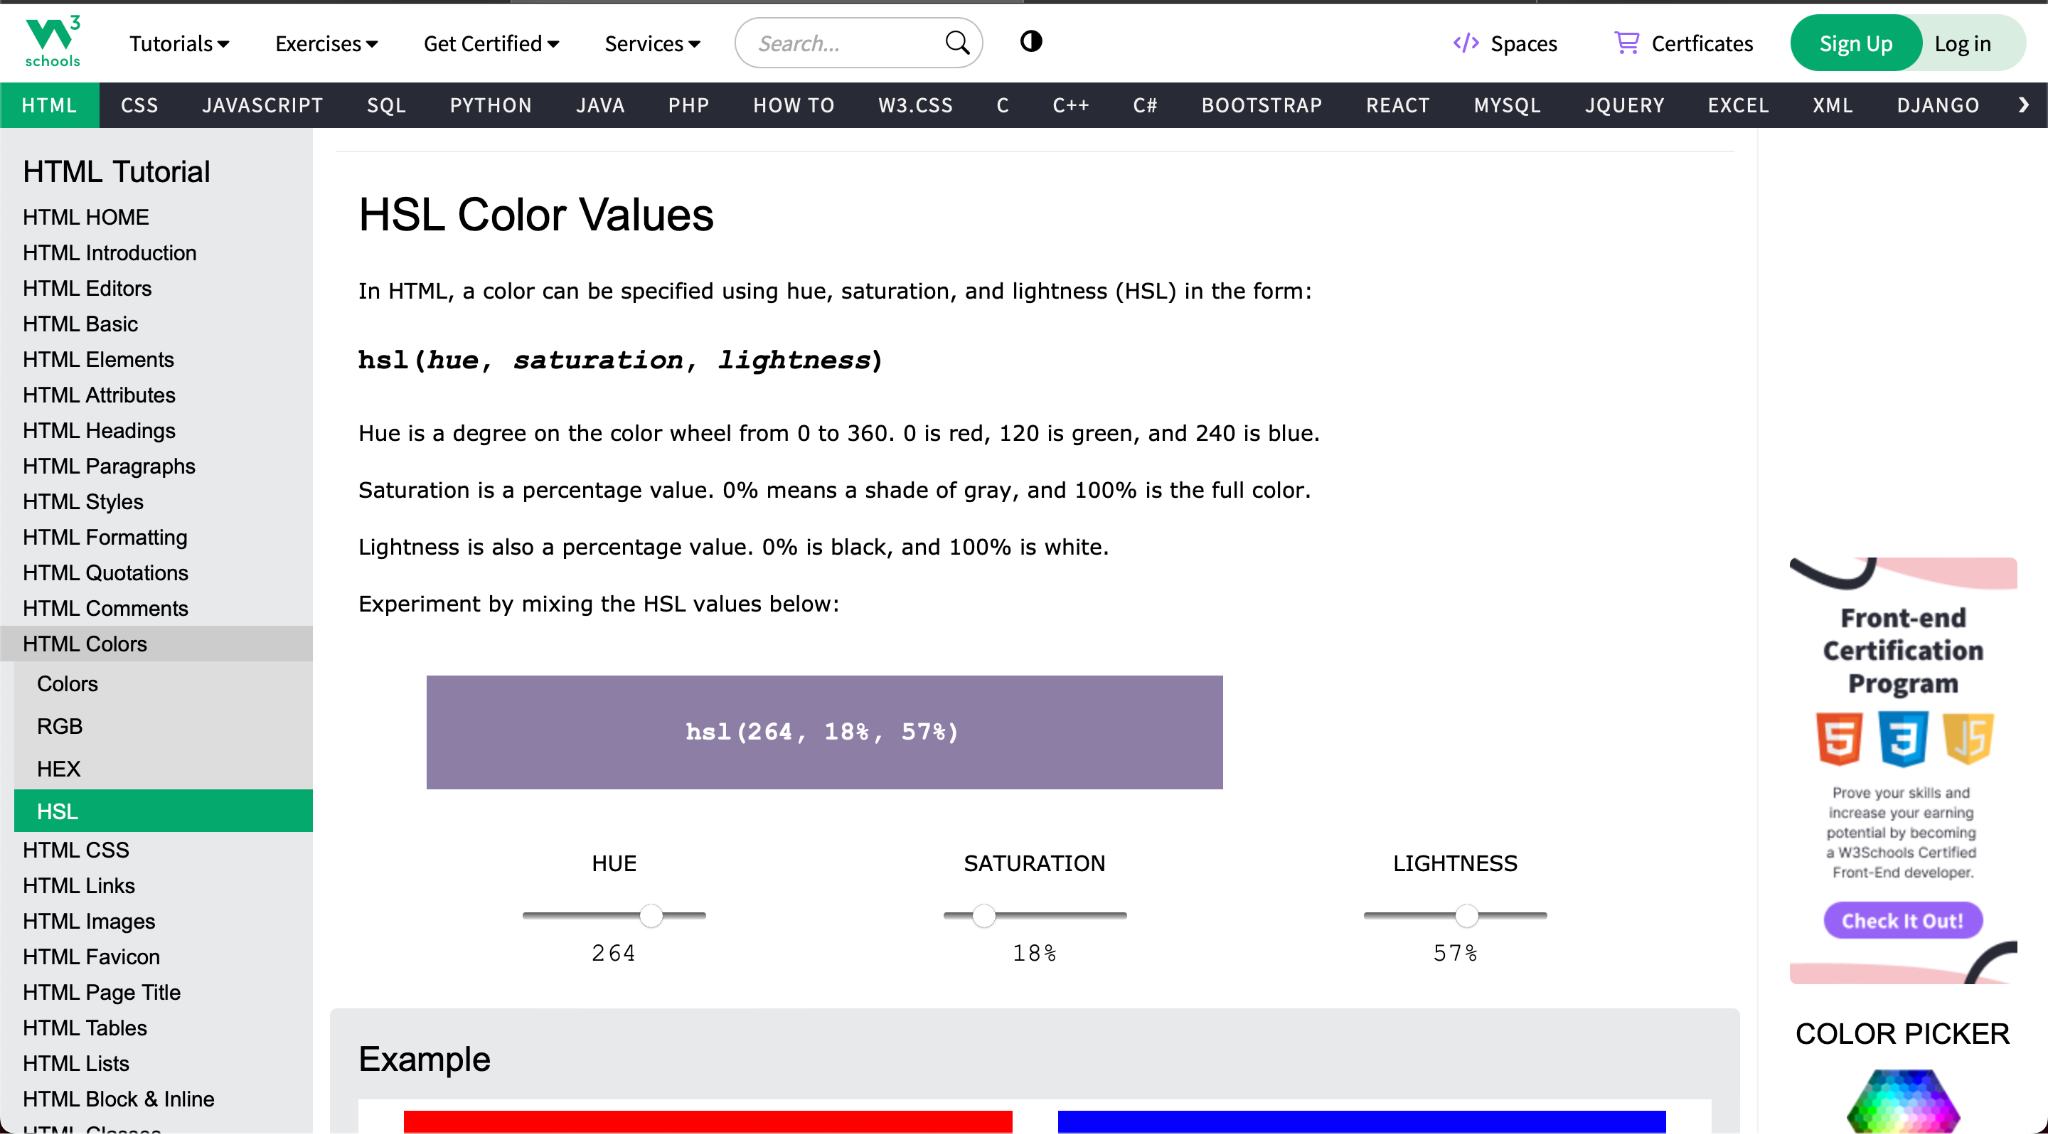 W3
schools
Tutorials
Exercises
Get Certified
Services
Search...
Spaces
Certficates
Sign Up
Log in
HTML
CSS
JAVASCRIPT
SQL
PYTHON
JAVA
PHP
HOW TO
W3.CSS
C
C++
C#
BOOTSTRAP
REACT
MYSQL
JQUERY
EXCEL
XML
DJANGO
HTML Tutorial
HTML HOME
HTML Introduction
HTML Editors
HTML Basic
HTML Elements
HTML Attributes
HTML Headings
HTML Paragraphs
HTML Styles
HTML Formatting
HTML Quotations
HTML Comments
HTML Colors
Colors
RGB
HEX
HSL
HTML CSS
HTML Links
HTML Images
HTML Favicon
HTML Page Title
HTML Tables
HTML Lists
HTML Block & Inline
HTML Classes
HSL Color Values
In HTML, a color can be specified using hue, saturation, and lightness (HSL) in the form:
hsl(hue, saturation, lightness)
Hue is a degree on the color wheel from 0 to 360. 0 is red, 120 is green, and 240 is blue.
Saturation is a percentage value. 0% means a shade of gray, and 100% is the full color.
Lightness is also a percentage value. 0% is black, and 100% is white.
Experiment by mixing the HSL values below:
hsl(264, 18%, 57%)
HUE
264
SATURATION
18%
LIGHTNESS
57%
Example
Front-end
Certification
Program
5
3
JS
Prove your skills and
increase your earning
potential by becoming
a W3Schools Certified
Front-End developer.
Check It Out!
COLOR PICKER